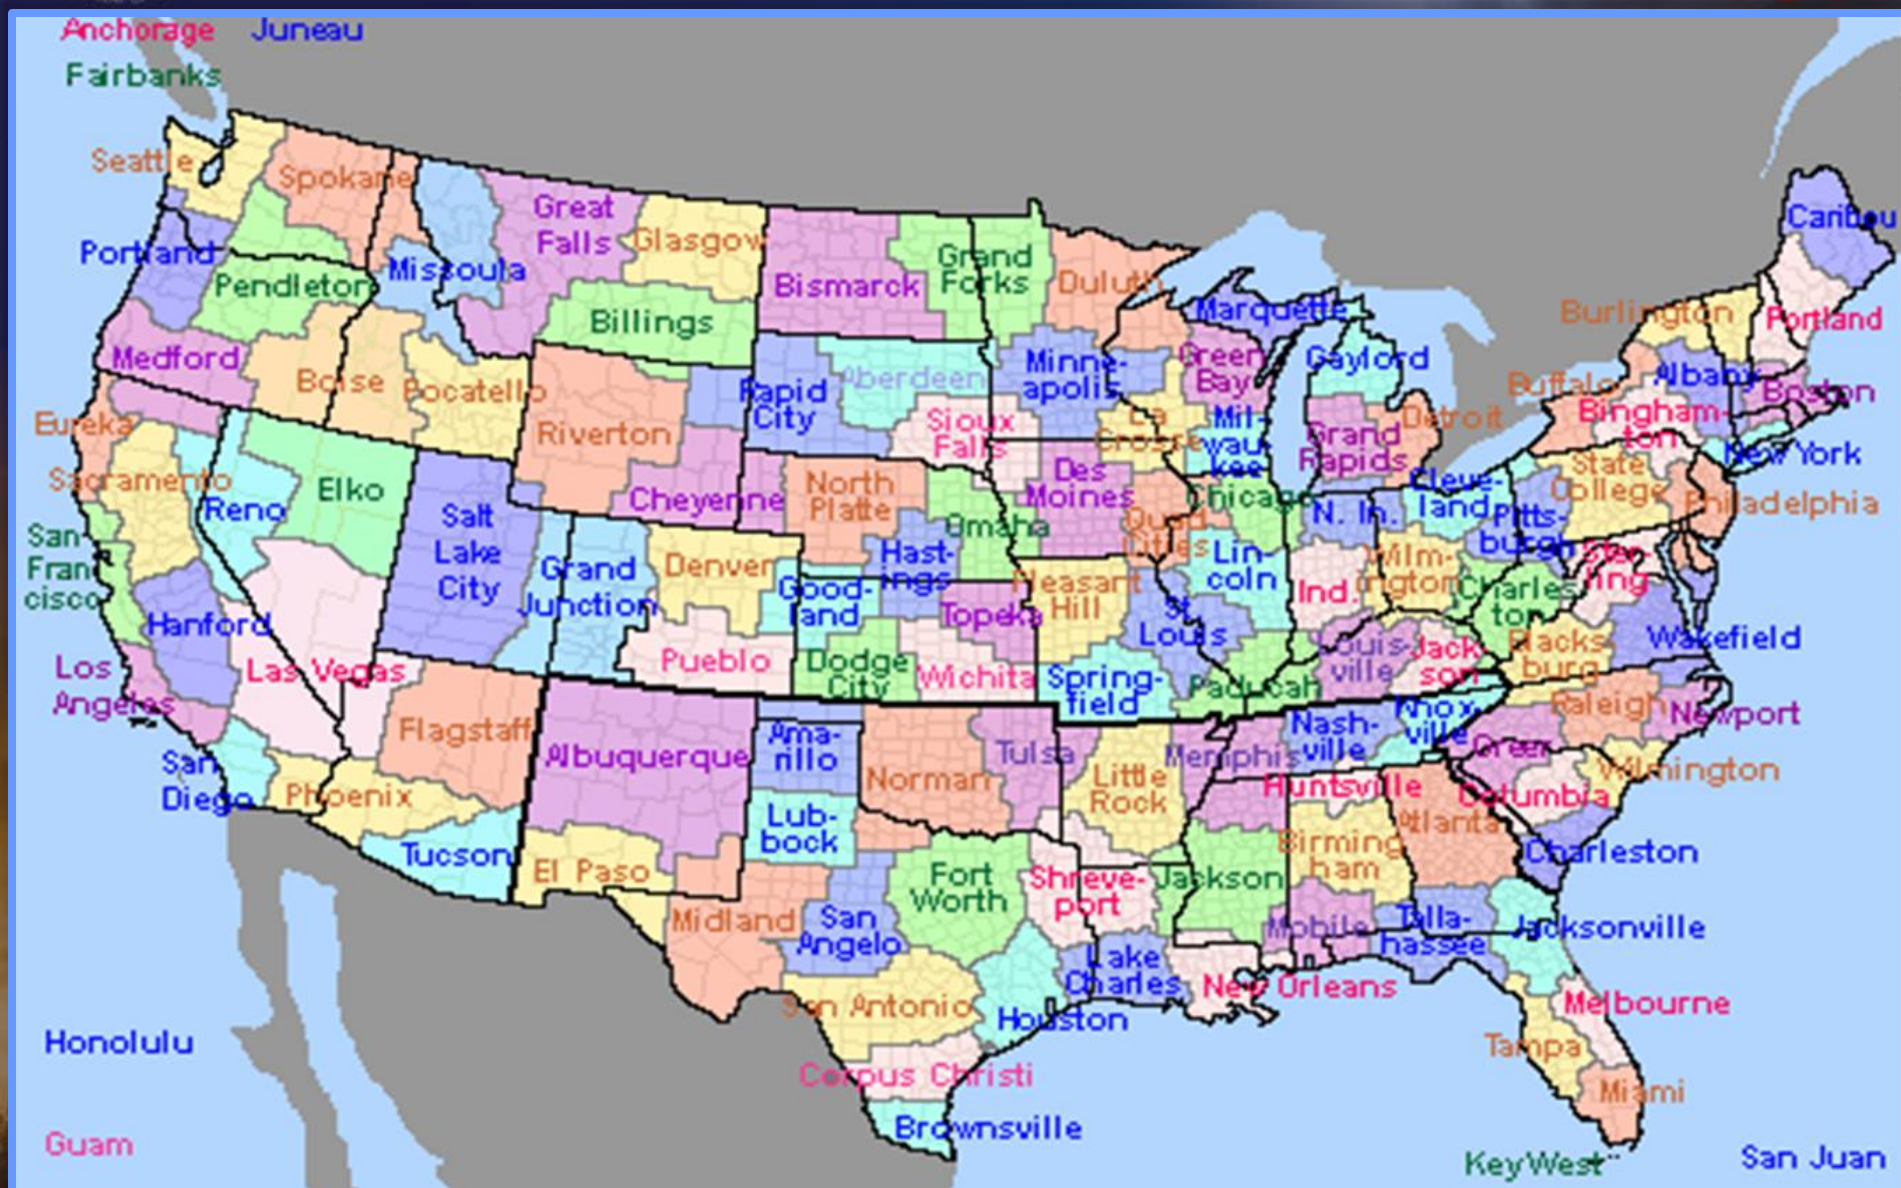 Anchorage Juneau
Fairbanks
Seattle
Spokane
Portland
Pendleton
Missoula
Great
Falls
Glasgow
Billings
Bismarck
Grand
Forks
Duluth
Marquette
Caribou
Burlington
Portland
Medford
Boise
Pocatello
Riverton
Rapid
City
Aberdeen
Sioux
Falls
Minne-
apolis
La
Crosse
Green
Bay
Mil-
wau-
kee
Gaylord
Grand
Rapids
Detroit
Buffalo
Albany
Bingham-
ton
Boston
New York
Eureka
Sacramento
Reno
Elko
Salt
Lake
City
Cheyenne
North
Platte
Omaha
Hast-
ings
Des
Moines
Quad
Cities
Chicago
N. In.
Cleve-
land
Pitts-
burgh
State
College
Philadelphia
San
Fran
cisco
Hanford
Las Vegas
Grand
Junction
Denver
Pueblo
Good-
land
Dodge
City
Topeka
Wichita
Pleasant
Hill
Spring-
field
St.
Louis
Lin-
coln
Ind.
Wilm-
ington
Charles
ton
Ster-
ling
Wakefield
Blacks
burg
Louis-
ville
Jack
son
Paducah
Los
Angeles
San
Diego
Phoenix
Flagstaff
Tucson
Albuquerque
El Paso
Ama-
rillo
Lub-
bock
Norman
Tulsa
Little
Rock
Memphis
Nash-
ville
Knox-
ville
Greer
Raleigh
Newport
Wilmington
Columbia
Charleston
Huntsville
Birming
ham
Atlanta
Midland
San
Angelo
Fort
Worth
Shreve-
port
Jackson
Mobile
Talla-
hassee
Jacksonville
Lake
Charles
New Orleans
San Antonio
Houston
Corpus Christi
Brownsville
Melbourne
Tampa
Miami
Key West
San Juan
Honolulu
Guam